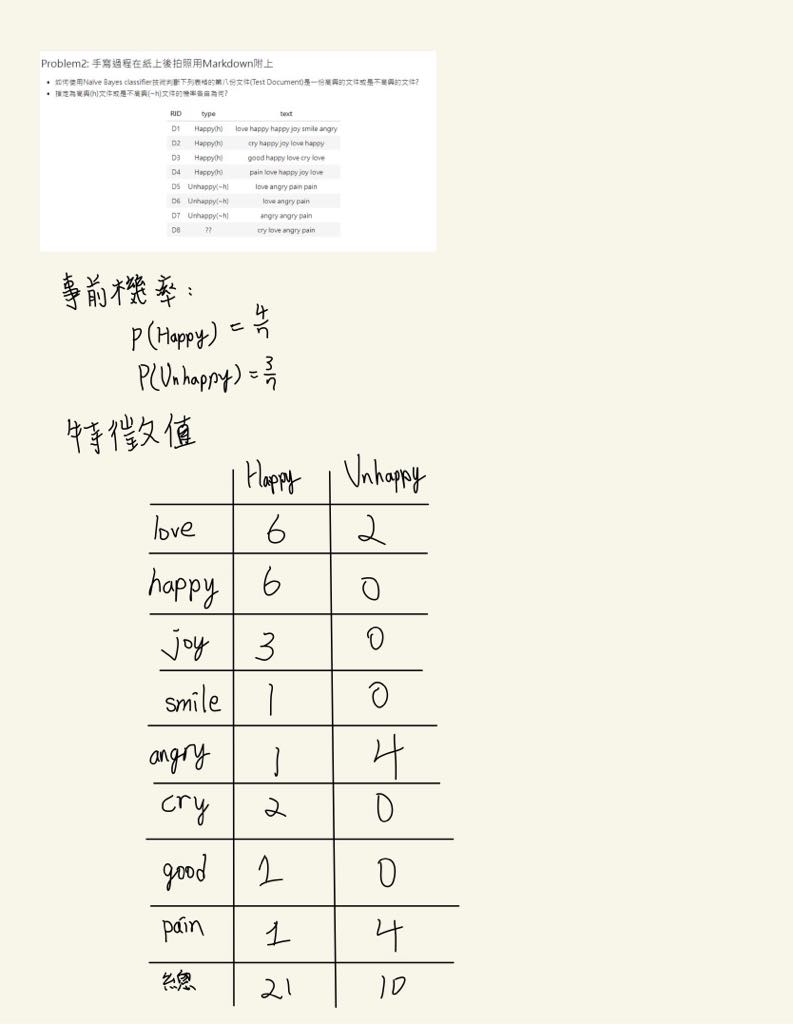 Problem2: 手寫過程在紙上後拍照用Markdown附上
• 如何使用Naïve Bayes classifier技術判斷下列表格的第八份文件(Test Document)是一份高興的文件或是不高興的文件?
• 指定為高興(h)文件或是不高興(~h)文件的機率各自為何?
RID type text
D1 Happy(h) love happy happy joy smile angry
D2 Happy(h) cry happy joy love happy
D3 Happy(h) good happy love cry love
D4 Happy(h) pain love happy joy love
D5 Unhappy(~h) love angry pain pain
D6 Unhappy(~h) love angry pain
D7 Unhappy(~h) angry angry pain
D8 ?? cry love angry pain
事前機率:
P(Happy) = 4/7
P(Unhappy) = 3/7
特徵值
Happy Unhappy
love 6 2
happy 6 0
joy 3 0
smile 1 0
angry 1 4
cry 2 0
good 1 0
pain 1 4
總 21 10